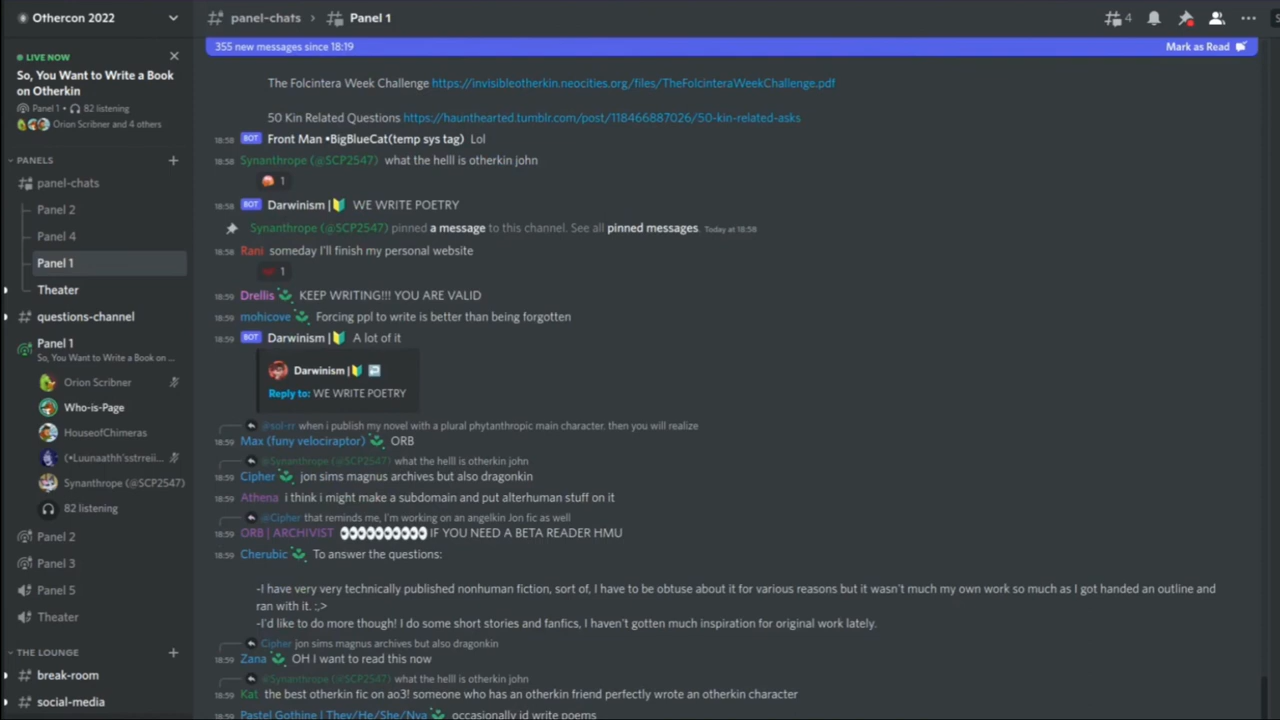 Othercon 2022
panel-chats > Panel 1
4
355 new messages since 18:19
Mark as Read
LIVE NOW
So, You Want to Write a Book
on Otherkin
Panel 1 • 82 listening
Orion Scribner and 4 others
PANELS
panel-chats
Panel 2
Panel 4
Panel 1
Theater
questions-channel
Panel 1
So, You Want to Write a Book on ...
Orion Scribner
Who-is-Page
HouseofChimeras
(•Luunaathh'sstrreii...
Synanthrope (@SCP2547)
82 listening
Panel 2
Panel 3
Panel 5
Theater
THE LOUNGE
break-room
social-media
The Folcintera Week Challenge https://invisibleotherkin.neocities.org/files/TheFolcinteraWeekChallenge.pdf
50 Kin Related Questions https://haunthearted.tumblr.com/post/118466887026/50-kin-related-asks
18:58 BOT Front Man •BigBlueCat(temp sys tag) Lol
18:58 Synanthrope (@SCP2547) what the helll is otherkin john
1
18:58 BOT Darwinism | WE WRITE POETRY
Synanthrope (@SCP2547) pinned a message to this channel. See all pinned messages. Today at 18:58
18:58 Rani someday I'll finish my personal website
1
18:59 Drellis KEEP WRITING!!! YOU ARE VALID
18:59 mohicove Forcing ppl to write is better than being forgotten
18:59 BOT Darwinism | A lot of it
Darwinism |
Reply to: WE WRITE POETRY
@sol-rr when i publish my novel with a plural phytanthropic main character. then you will realize
18:59 Max (funy velociraptor) ORB
@Synanthrope (@SCP2547) what the helll is otherkin john
18:59 Cipher jon sims magnus archives but also dragonkin
18:59 Athena i think i might make a subdomain and put alterhuman stuff on it
@Cipher that reminds me, I'm working on an angelkin Jon fic as well
18:59 ORB | ARCHIVIST 👀👀👀👀👀 IF YOU NEED A BETA READER HMU
18:59 Cherubic To answer the questions:
-I have very very technically published nonhuman fiction, sort of, I have to be obtuse about it for various reasons but it wasn't much my own work so much as I got handed an outline and
ran with it. :,>
-I'd like to do more though! I do some short stories and fanfics, I haven't gotten much inspiration for original work lately.
Cipher jon sims magnus archives but also dragonkin
18:59 Zana OH I want to read this now
@Synanthrope (@SCP2547) what the helll is otherkin john
18:59 Kat the best otherkin fic on ao3! someone who has an otherkin friend perfectly wrote an otherkin character
Pastel Gothine | They/He/She/Nya occasionally id write poems